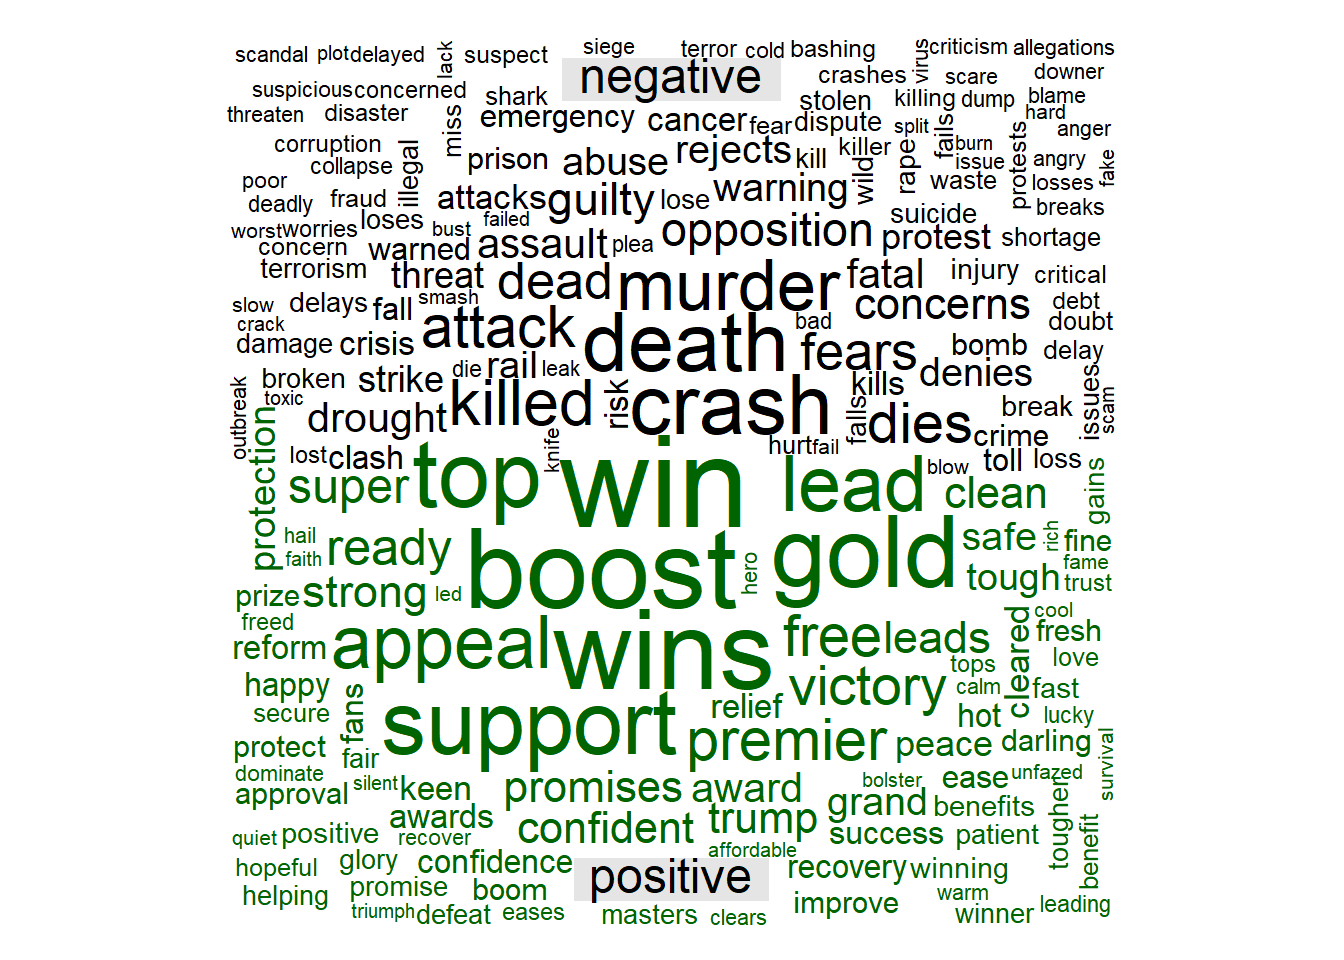 scandal plot delayed lack suspect siege terror cold bashing virus criticism allegations
negative
suspicious concerned shark crashes scare downer
threaten disaster miss emergency cancer fear dispute stolen killing dump blame hard
corruption collapse illegal prison abuse rejects kill killer wild split rape fails burn issue protests anger
poor deadly fraud attacks guilty lose warning waste angry losses fake
worst worries loses bust failed assault plea opposition suicide protest breaks shortage
concern warned
terrorism threat dead murder fatal injury critical
slow delays fall smash attack concerns debt
crack damage crisis death bad fears bomb doubt delay
broken strike die rail leak kills denies
toxic drought killed risk crash falls dies break issues scam
outbreak lost clash knife hurt fail crime toll loss
protection super top win lead blow clean gains
hail faith ready boost gold safe rich fine
prize strong led hero tough fame trust
freed reform appeal wins free leads cool cleared fresh
happy tops love
secure fans support relief victory calm hot fast lucky
protect fair premier peace darling survival
dominate approval silent keen promises award bolster ease unfazed
awards grand benefits tougher
quiet positive recover confident trump success patient benefit
hopeful glory confidence affordable recovery winning
positive
helping promise boom improve warm leading
triumph defeat eases masters clears winner